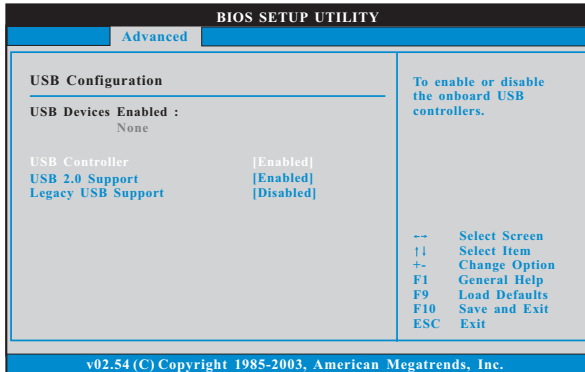 BIOS SETUP UTILITY
Advanced
USB Configuration
USB Devices Enabled :
None
USB Controller [Enabled]
USB 2.0 Support [Enabled]
Legacy USB Support [Disabled]
To enable or disable
the onboard USB
controllers.
←→ Select Screen
↑↓ Select Item
+- Change Option
F1 General Help
F9 Load Defaults
F10 Save and Exit
ESC Exit
v02.54 (C) Copyright 1985-2003, American Megatrends, Inc.